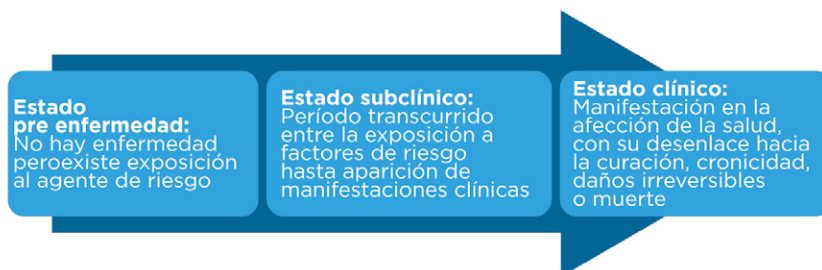 Estado
pre enfermedad:
No hay enfermedad
peroexiste exposición
al agente de riesgo
Estado subclínico:
Período transcurrido
entre la exposición a
factores de riesgo
hasta aparición de
manifestaciones clínicas
Estado clínico:
Manifestación en la
afección de la salud,
con su desenlace hacia
la curación, cronicidad,
daños irreversibles
o muerte